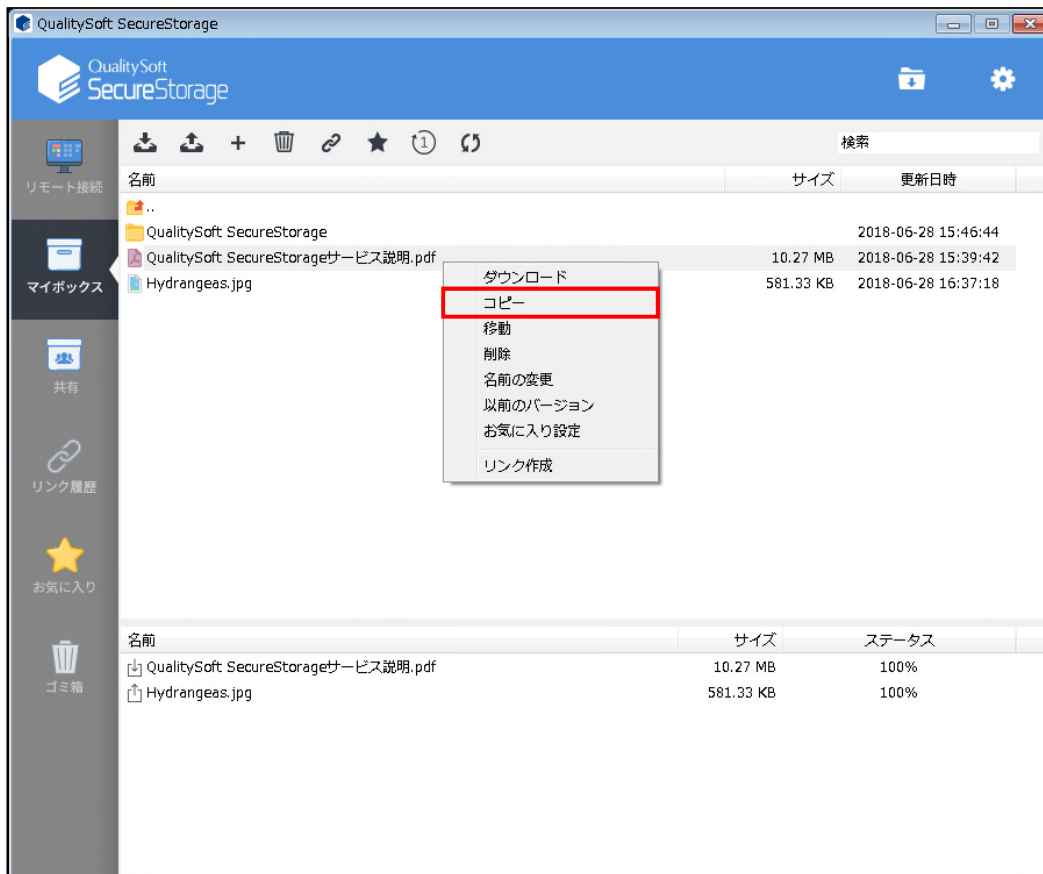 QualitySoft SecureStorage
QualitySoft
SecureStorage
リモート接続
マイボックス
共有
リンク履歴
お気に入り
ゴミ箱
1
検索
名前 サイズ 更新日時
..
QualitySoft SecureStorage 2018-06-28 15:46:44
QualitySoft SecureStorageサービス説明.pdf 10.27 MB 2018-06-28 15:39:42
Hydrangeas.jpg 581.33 KB 2018-06-28 16:37:18
ダウンロード
コピー
移動
削除
名前の変更
以前のバージョン
お気に入り設定
リンク作成
名前 サイズ ステータス
QualitySoft SecureStorageサービス説明.pdf 10.27 MB 100%
Hydrangeas.jpg 581.33 KB 100%